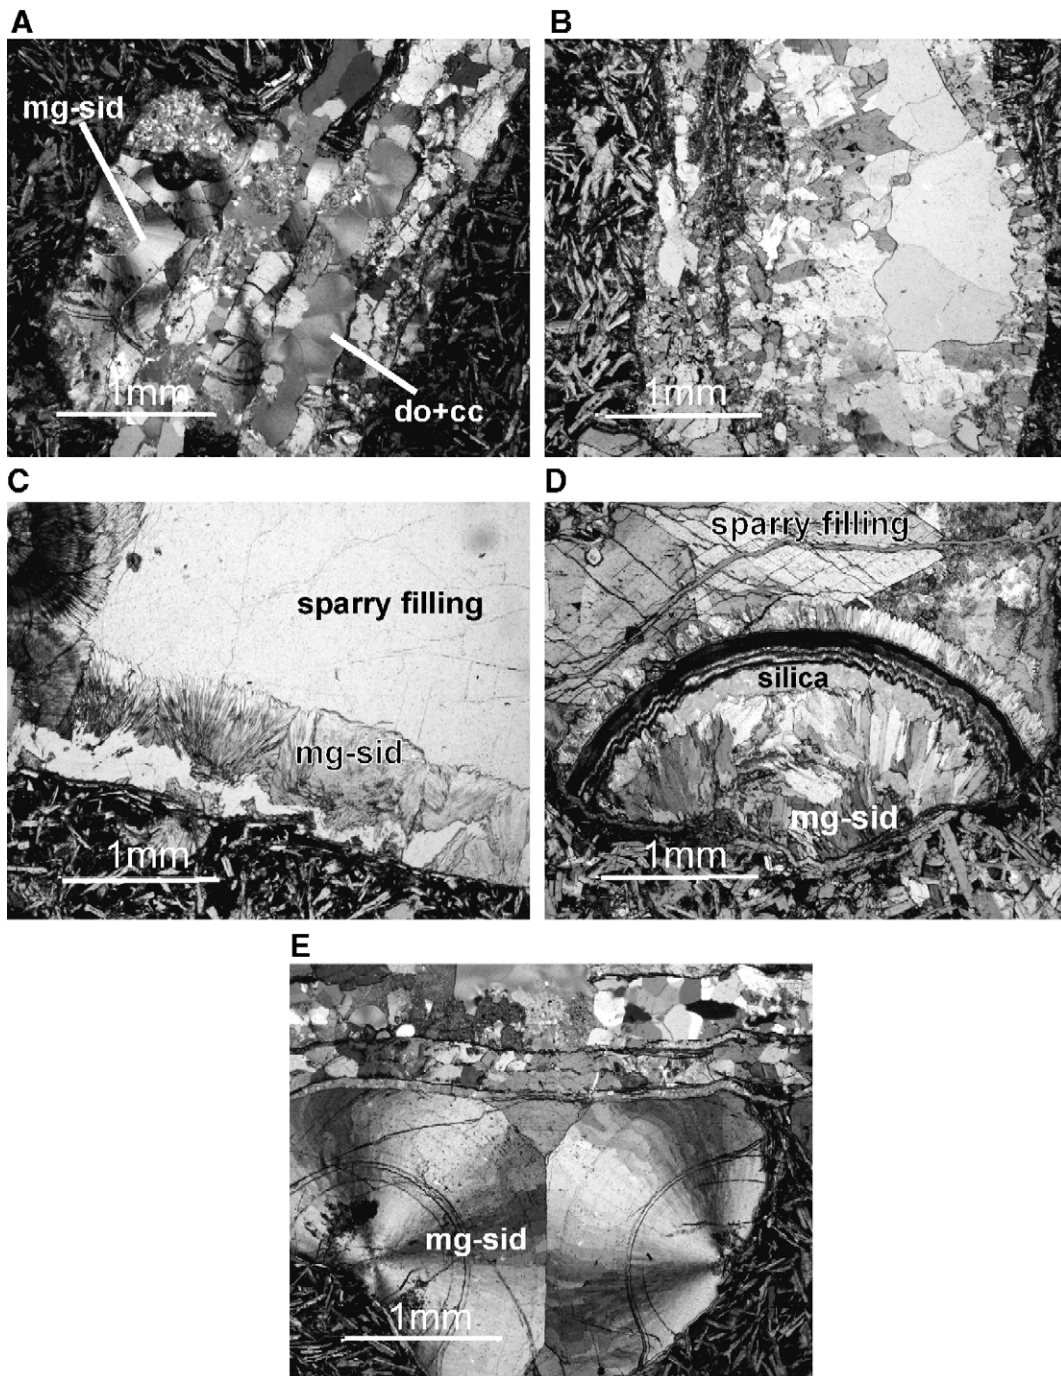 A
mg-sid
1mm
do+cc
B
1mm
C
sparry filling
mg-sid
1mm
D
sparry filling
silica
mg-sid
1mm
E
mg-sid
1mm